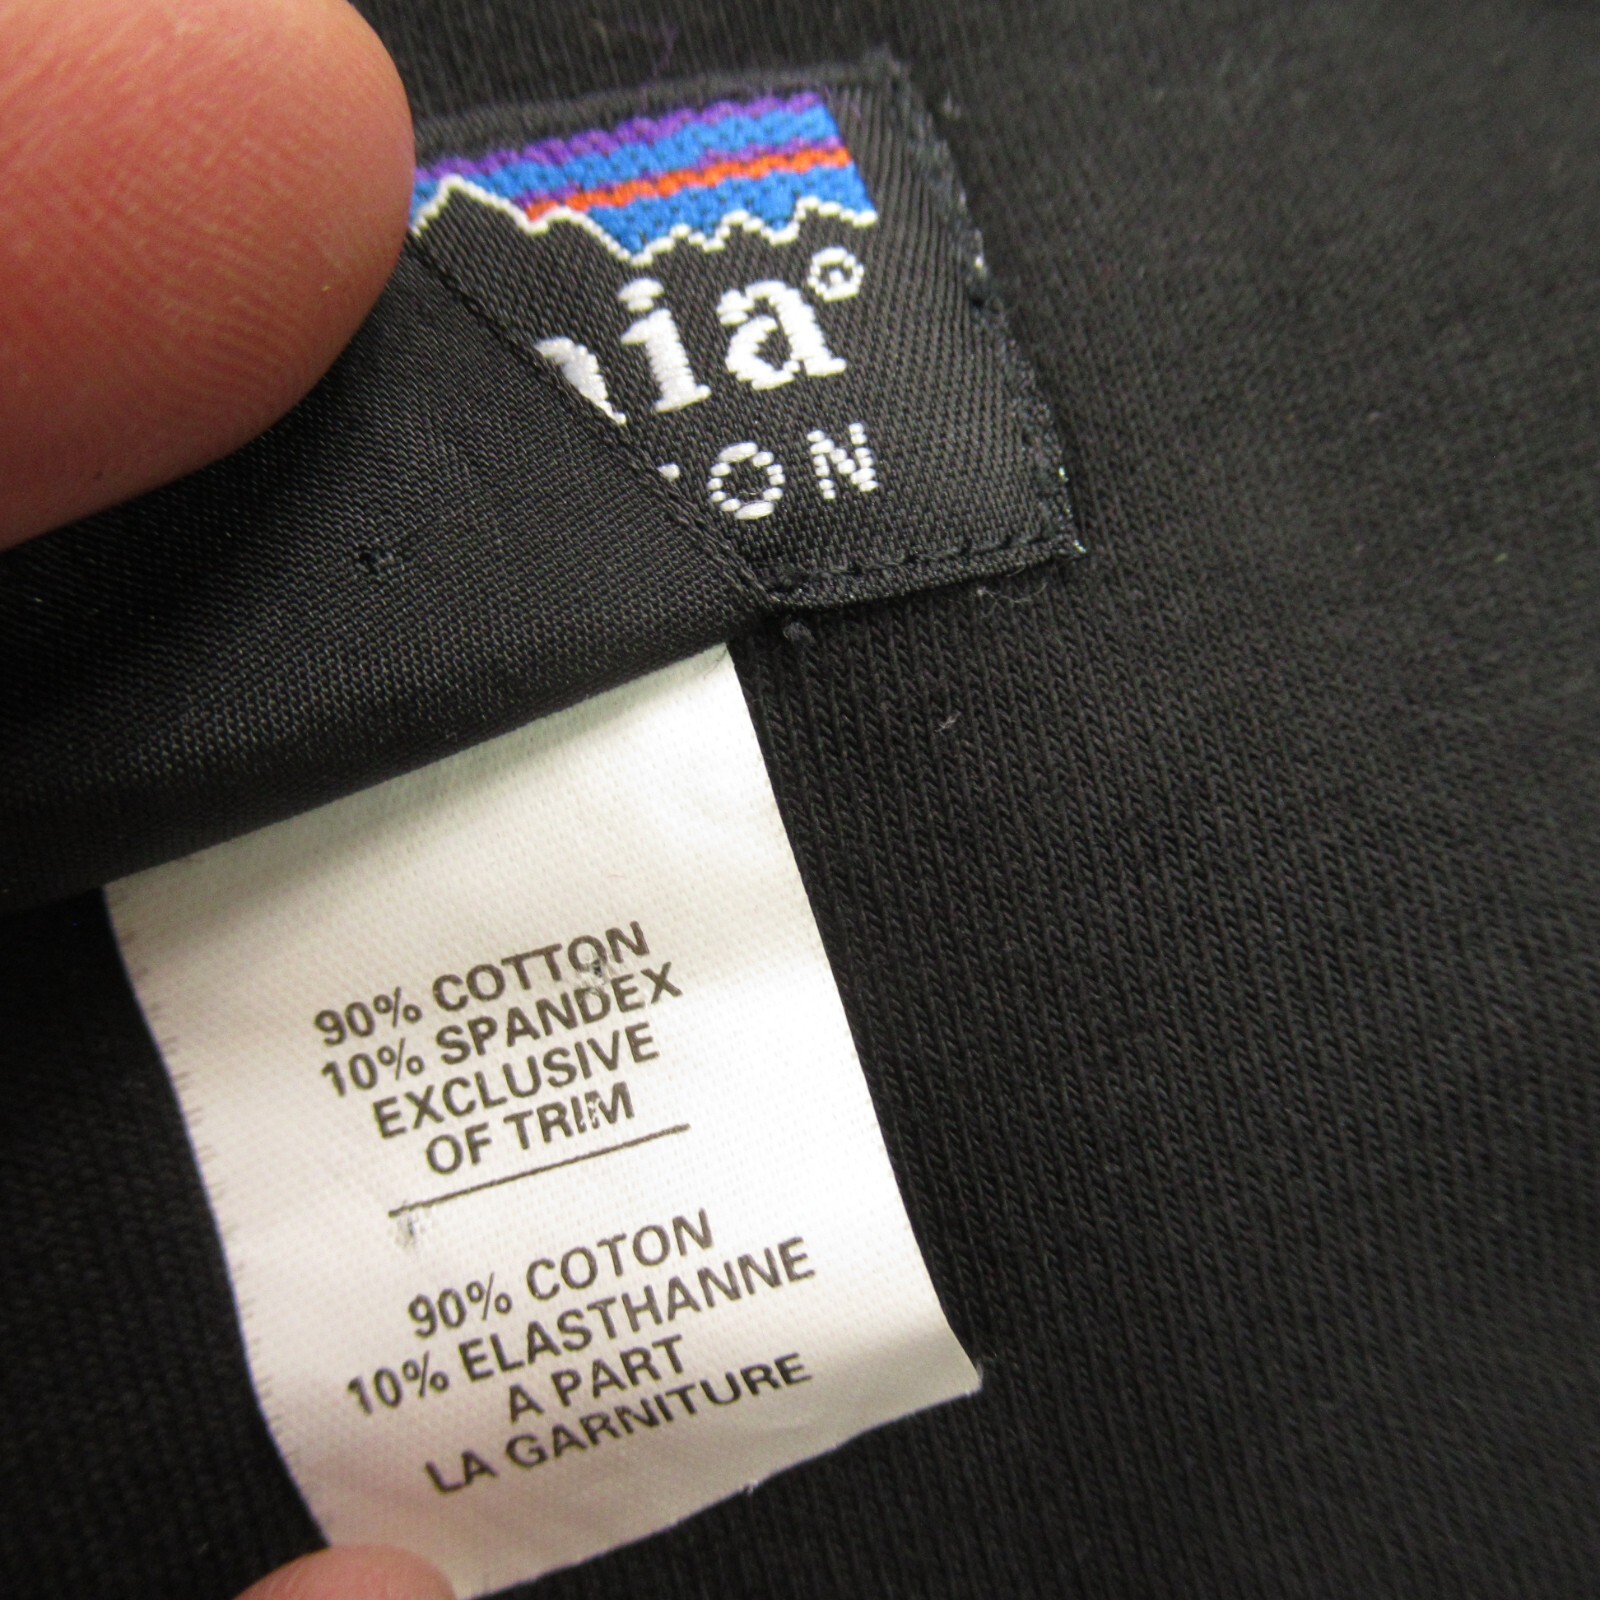 nia®
ON
90% COTTON
10% SPANDEX
EXCLUSIVE
OF TRIM
90% COTON
10% ELASTHANNE
A PART
LA GARNITURE